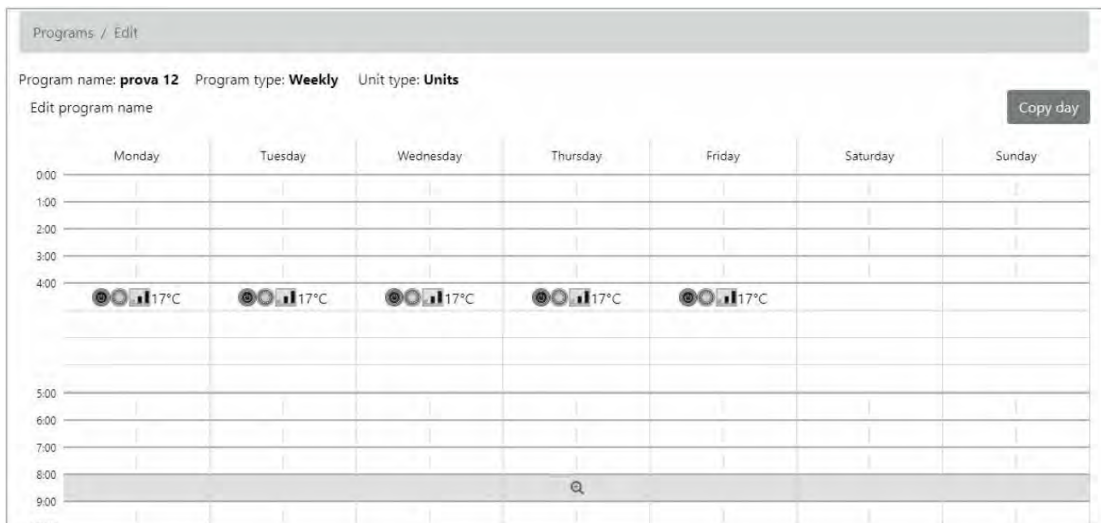 Programs / Edit
Program name: prova 12 Program type: Weekly Unit type: Units
Edit program name
Copy day
Monday Tuesday Wednesday Thursday Friday Saturday Sunday
0:00
1:00
2:00
3:00
4:00
17°C 17°C 17°C 17°C 17°C
5:00
6:00
7:00
8:00
9:00